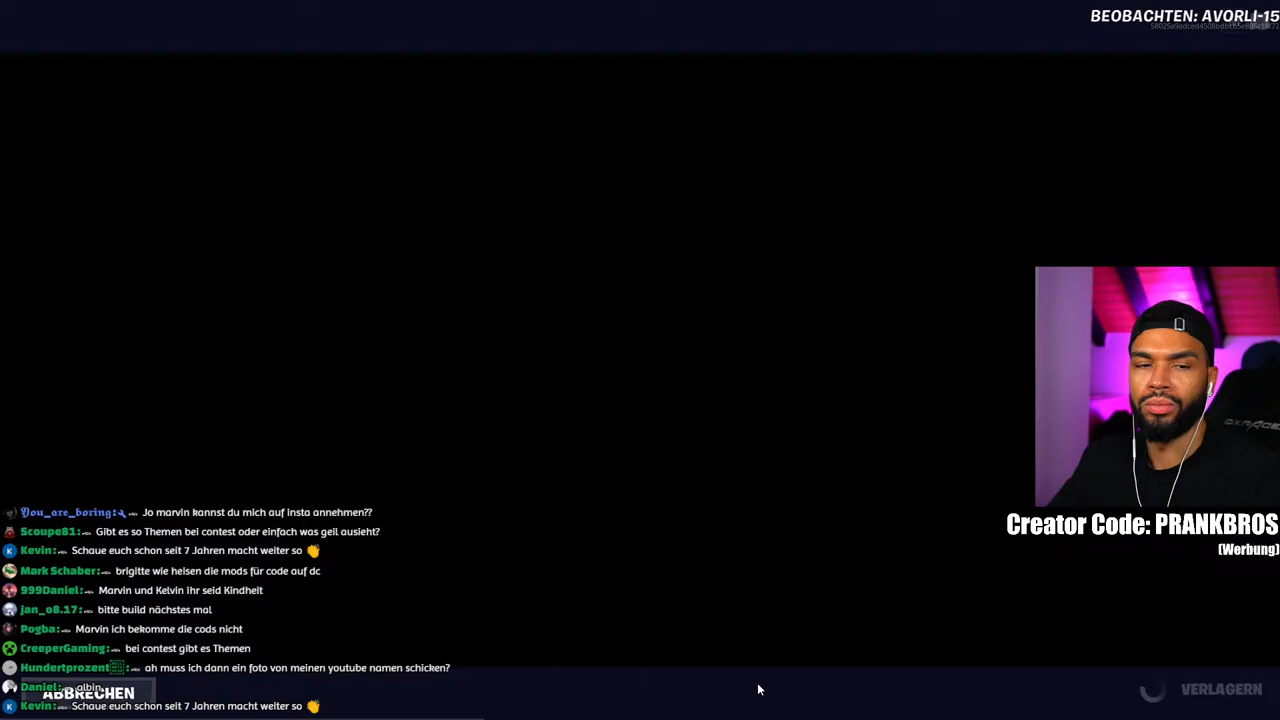 BEOBACHTEN: AVORLI-15
You_are_boring: Jo marvin kannst du mich auf insta annehmen??
Scoupe81: Gibt es so Themen bei contest oder einfach was geil ausieht?
Kevin: Schaue euch schon seit 7 Jahren macht weiter so 👏
Mark Schaber: brigitte wie heisen die mods für code auf dc
999Daniel: Marvin und Kelvin ihr seid Kindheit
jan_o8.17: bitte build nächstes mal
Pogba: Marvin ich bekomme die cods nicht
CreeperGaming: bei contest gibt es Themen
Hundertprozent: ah muss ich dann ein foto von meinen youtube namen schicken?
Daniel: albin
ABBRECHEN
Kevin: Schaue euch schon seit 7 Jahren macht weiter so 👏
Creator Code: PRANKBROS
(Werbung)
VERLAGERN